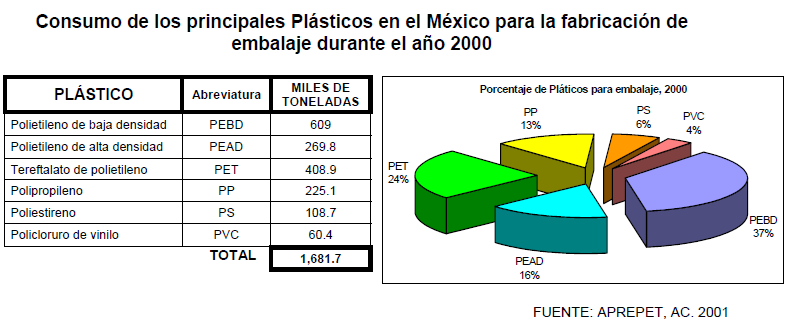 Consumo de los principales Plásticos en el México para la fabricación de
embalaje durante el año 2000
PLÁSTICO Abreviatura MILES DE TONELADAS
Polietileno de baja densidad PEBD 609
Polietileno de alta densidad PEAD 269.8
Tereftalato de polietileno PET 408.9
Polipropileno PP 225.1
Poliestireno PS 108.7
Policloruro de vinilo PVC 60.4
TOTAL 1,681.7
Porcentaje de Pláticos para embalaje, 2000
PP
13%
PS
6%
PVC
4%
PET
24%
PEBD
37%
PEAD
16%
FUENTE: APREPET, AC. 2001